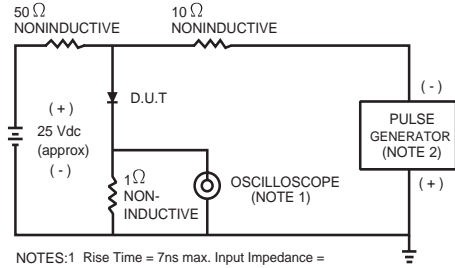 50 Ω
NONINDUCTIVE
10 Ω
NONINDUCTIVE
D.U.T
( + )
25 Vdc
(approx)
( - )
1Ω
NON-
INDUCTIVE
OSCILLOSCOPE
(NOTE 1)
( - )
PULSE
GENERATOR
(NOTE 2)
( + )
NOTES:1 Rise Time = 7ns max. Input Impedance =